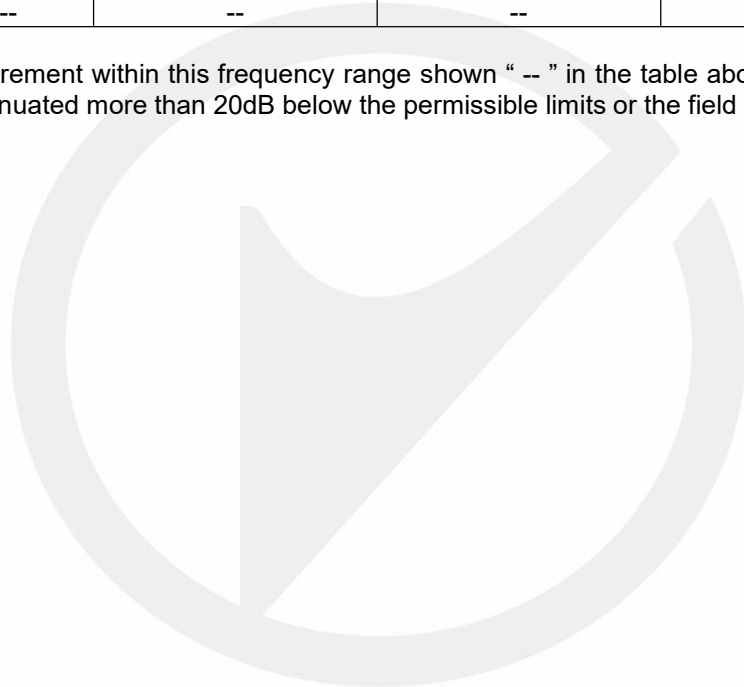 -- -- --
rement within this frequency range shown “ -- ” in the table abo
nuated more than 20dB below the permissible limits or the field